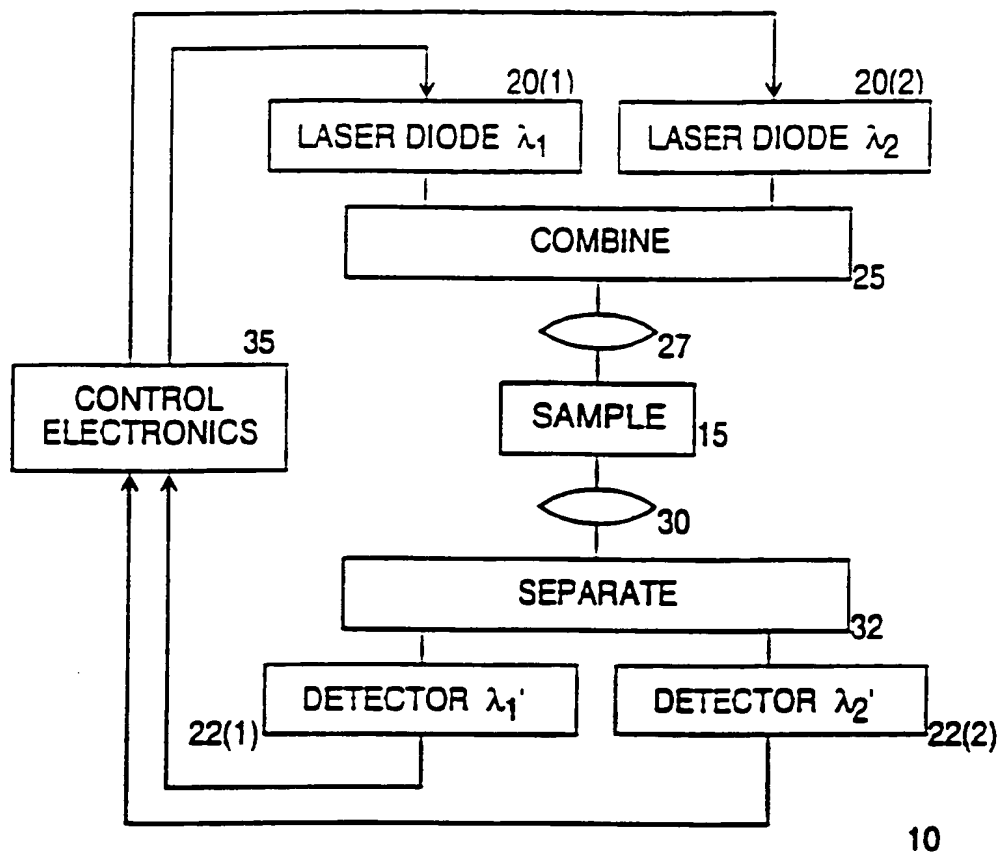 20(1)
20(2)
LASER DIODE λ1
LASER DIODE λ2
COMBINE
25
27
35
CONTROL
ELECTRONICS
SAMPLE
15
30
SEPARATE
32
DETECTOR λ1'
DETECTOR λ2'
22(1)
22(2)
10